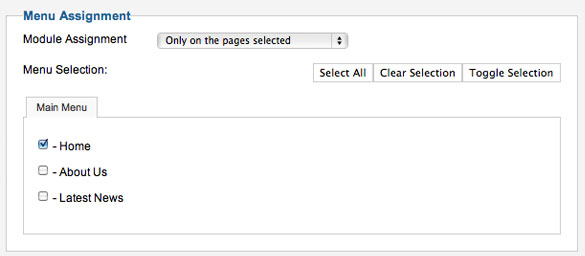 Menu Assignment
Module Assignment Only on the pages selected
Menu Selection: Select All Clear Selection Toggle Selection
Main Menu
- Home
- About Us
- Latest News